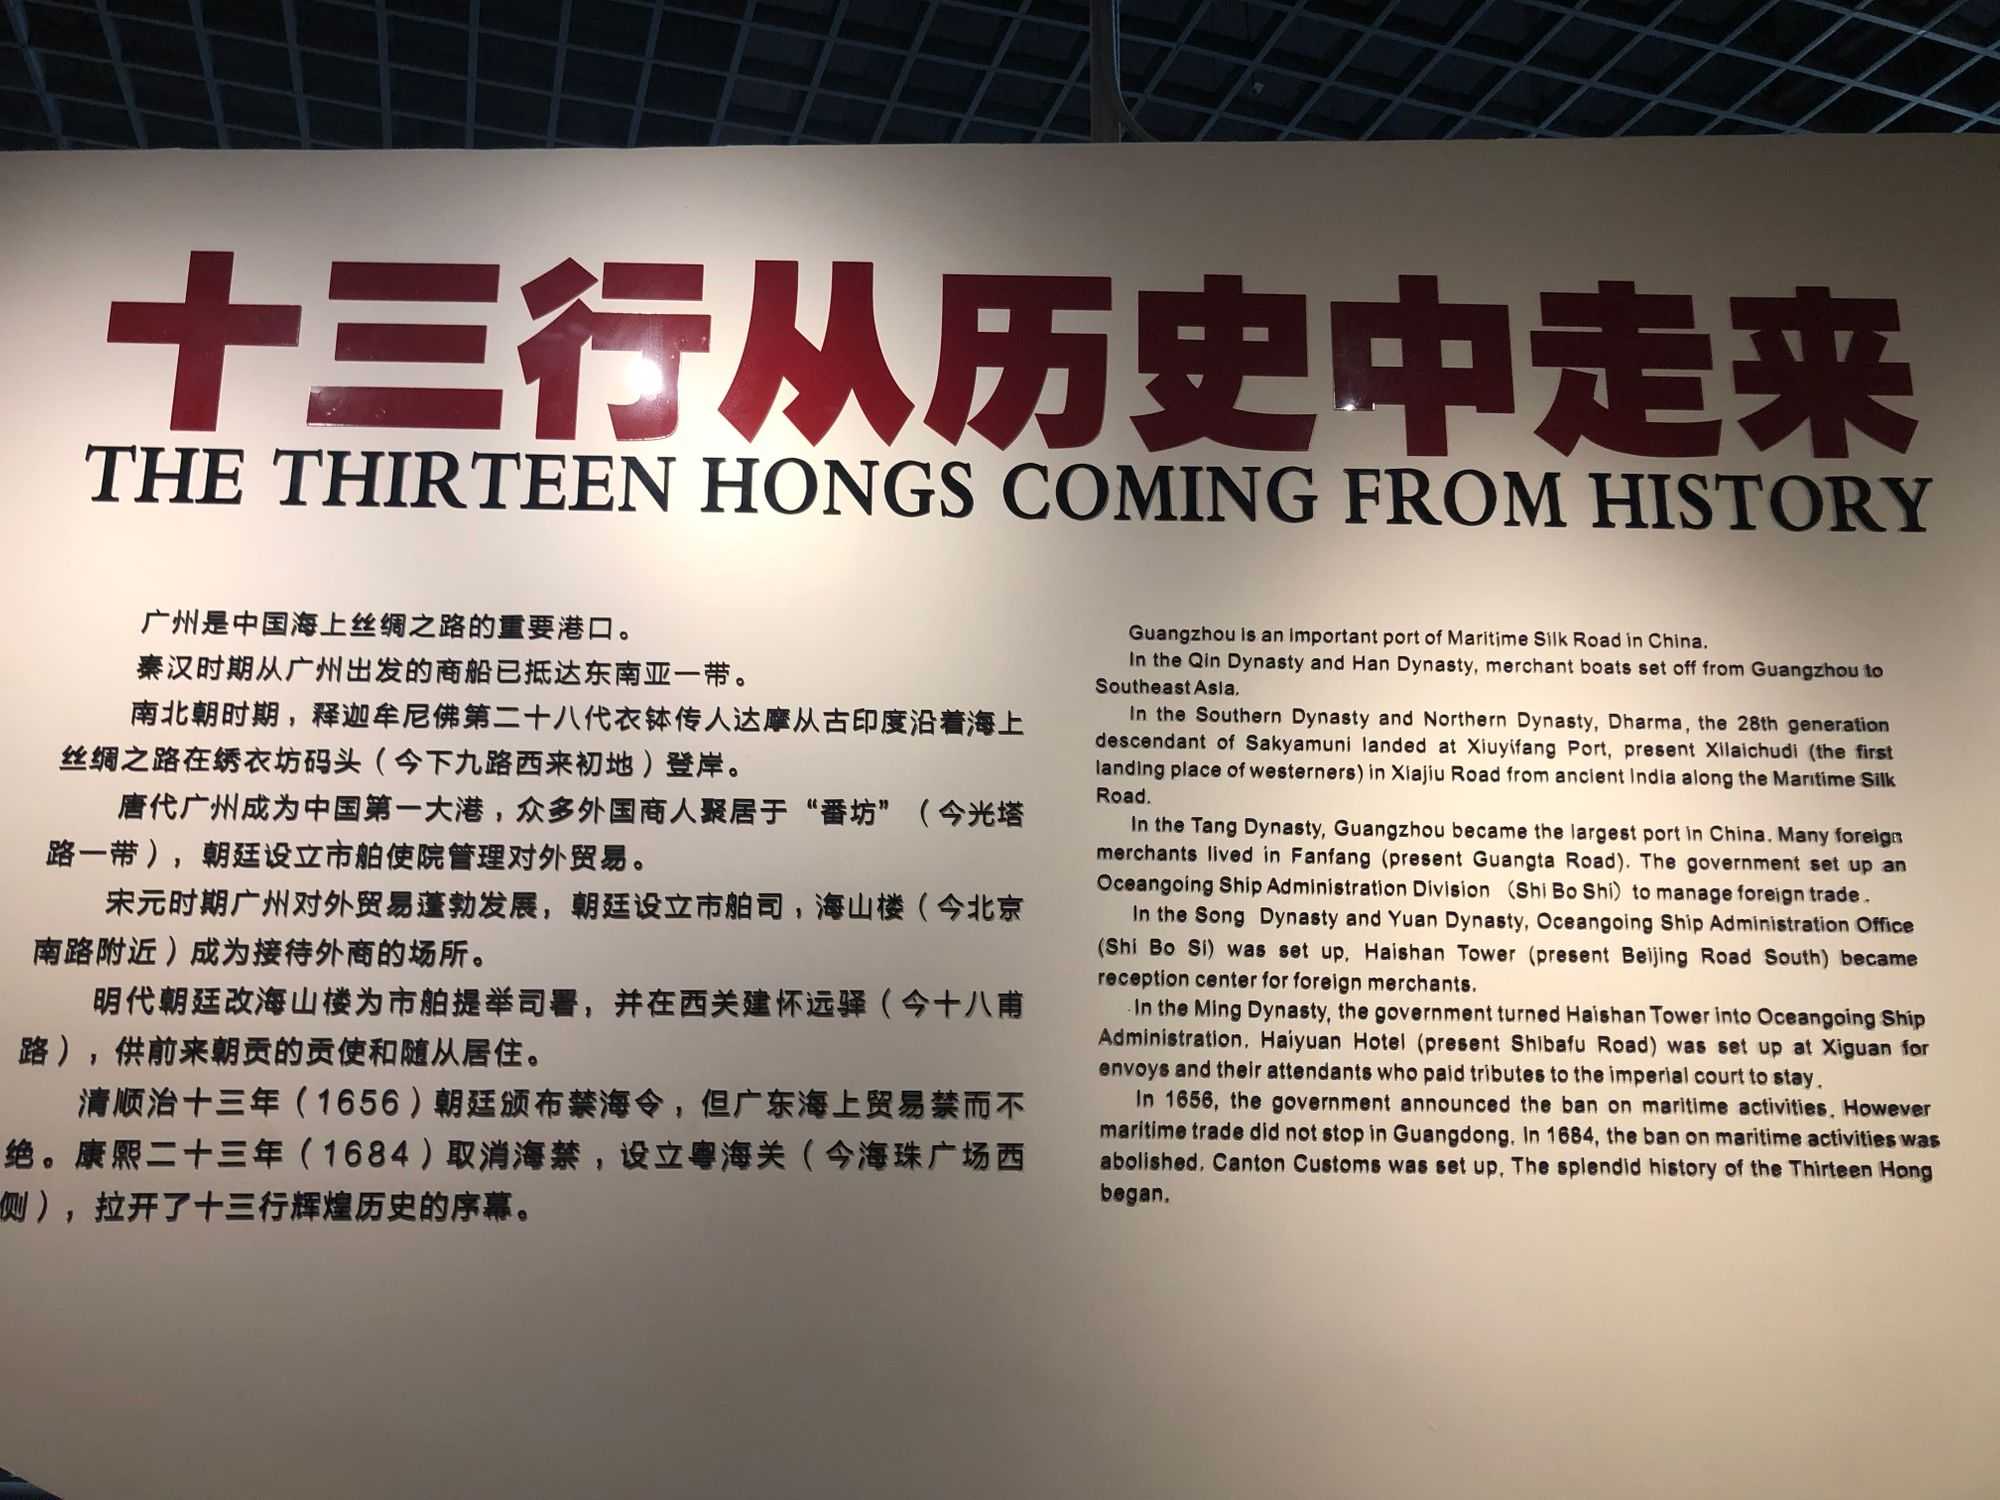 十三行从历史中走来
THE THIRTEEN HONGS COMING FROM HISTORY
广州是中国海上丝绸之路的重要港口。
秦汉时期从广州出发的商船已抵达东南亚一带。
南北朝时期，释迦牟尼佛第二十八代衣钵传人达摩从古印度沿着海上
丝绸之路在绣衣坊码头（今下九路西来初地）登岸。
唐代广州成为中国第一大港，众多外国商人聚居于“番坊”（今光塔
路一带），朝廷设立市舶使院管理对外贸易。
宋元时期广州对外贸易蓬勃发展，朝廷设立市舶司，海山楼（今北京
南路附近）成为接待外商的场所。
明代朝廷改海山楼为市舶提举司署，并在西关建怀远驿（今十八甫
路），供前来朝贡的贡使和随从居住。
清顺治十三年（1656）朝廷颁布禁海令，但广东海上贸易禁而不
绝。康熙二十三年（1684）取消海禁，设立粤海关（今海珠广场西
侧），拉开了十三行辉煌历史的序幕。
Guangzhou is an important port of Maritime Silk Road in China.
In the Qin Dynasty and Han Dynasty, merchant boats set off from Guangzhou to
Southeast Asia.
In the Southern Dynasty and Northern Dynasty, Dharma, the 28th generation
descendant of Sakyamuni landed at Xiuyifang Port, present Xilaichudi (the first
landing place of westerners) in Xiajiu Road from ancient India along the Maritime Silk
Road.
In the Tang Dynasty, Guangzhou became the largest port in China. Many foreign
merchants lived in Fanfang (present Guangta Road). The government set up an
Oceangoing Ship Administration Division （Shi Bo Shi）to manage foreign trade.
In the Song Dynasty and Yuan Dynasty, Oceangoing Ship Administration Office
(Shi Bo Si) was set up, Haishan Tower (present Beijing Road South) became
reception center for foreign merchants.
In the Ming Dynasty, the government turned Haishan Tower into Oceangoing Ship
Administration. Haiyuan Hotel (present Shibafu Road) was set up at Xiguan for
envoys and their attendants who paid tributes to the imperial court to stay.
In 1656, the government announced the ban on maritime activities. However
maritime trade did not stop in Guangdong. In 1684, the ban on maritime activities was
abolished. Canton Customs was set up. The splendid history of the Thirteen Hong
began.